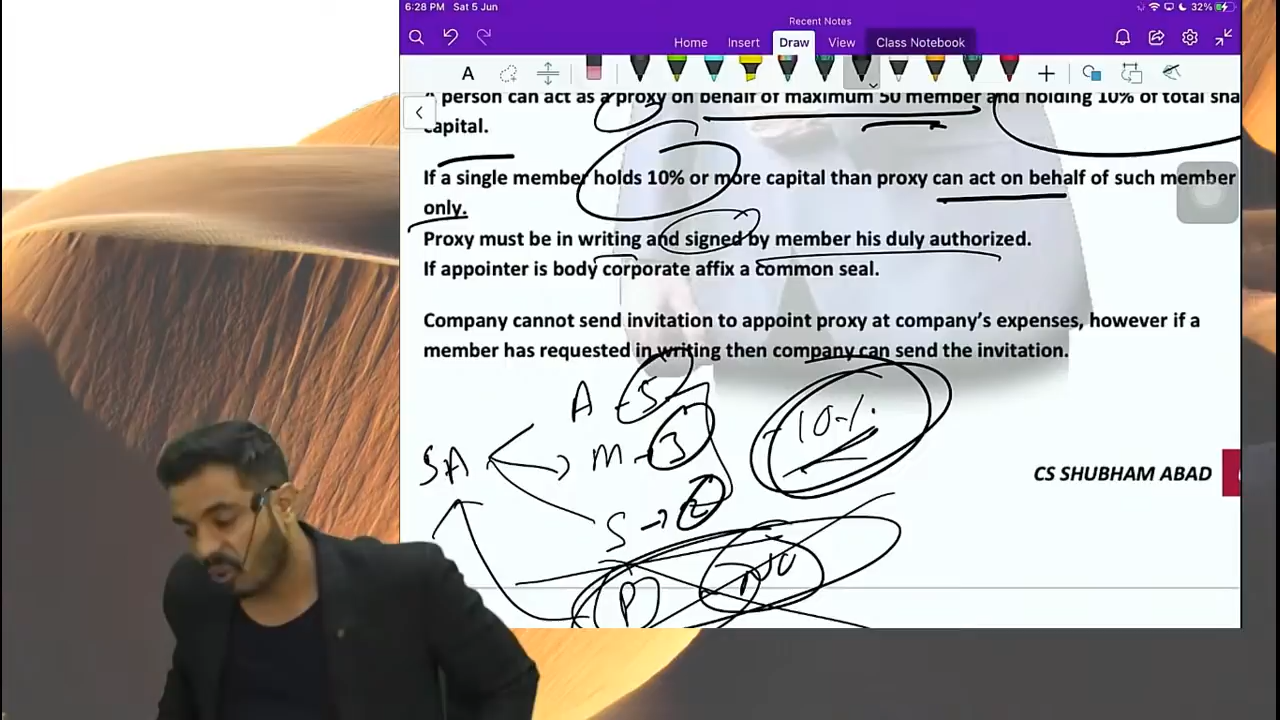 6:28 PM Sat 5 Jun
32%
Recent Notes
Home Insert Draw View Class Notebook
A
A person can act as a proxy on behalf of maximum 50 member and holding 10% of total sha
capital.
If a single member holds 10% or more capital than proxy can act on behalf of such member
only.
Proxy must be in writing and signed by member his duly authorized.
If appointer is body corporate affix a common seal.
Company cannot send invitation to appoint proxy at company's expenses, however if a
member has requested in writing then company can send the invitation.
A - 5
10%
SA M - 3
CS SHUBHAM ABAD
S → 2
P